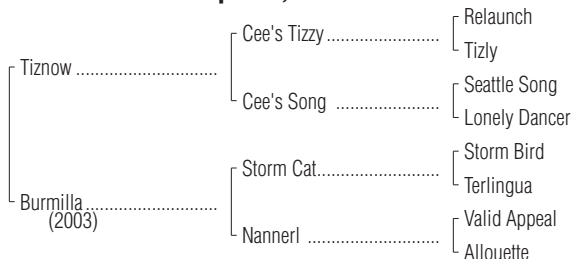 Relaunch
Cee's Tizzy
Tizly
Tiznow
Seattle Song
Cee's Song
Lonely Dancer
Storm Bird
Storm Cat
Terlingua
Burmilla
(2003)
Valid Appeal
Nannerl
Allouette